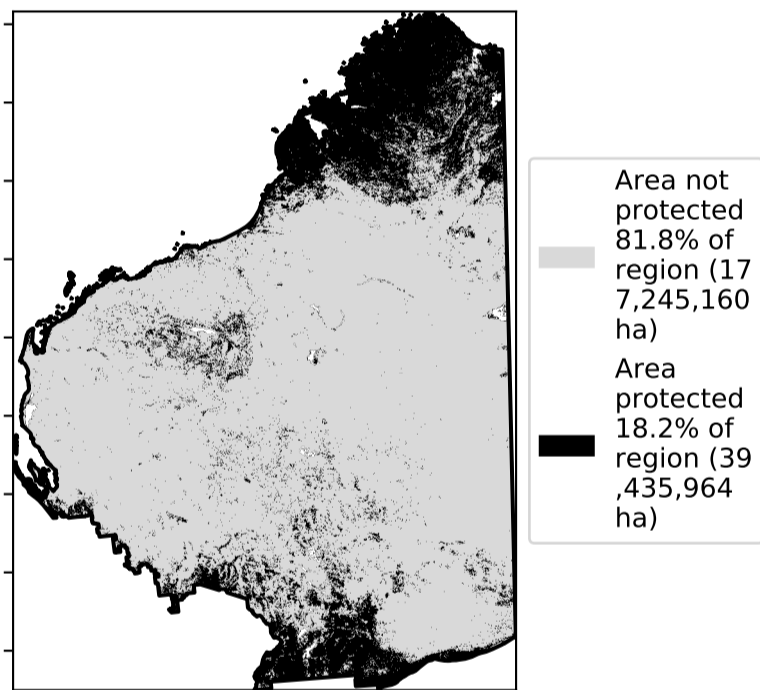 Area not
protected
81.8% of
region (17
7,245,160
ha)
Area
protected
18.2% of
region (39
,435,964
ha)